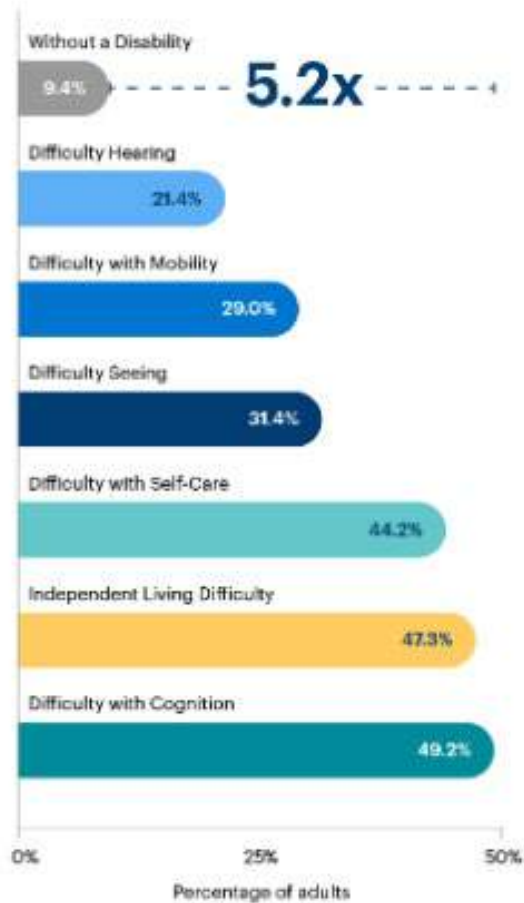 Without a Disability
9.4%
5.2x
Difficulty Hearing
21.4%
Difficulty with Mobility
29.0%
Difficulty Seeing
31.4%
Difficulty with Self-Care
44.2%
Independent Living Difficulty
47.3%
Difficulty with Cognition
49.2%
0% 25% 50%
Percentage of adults